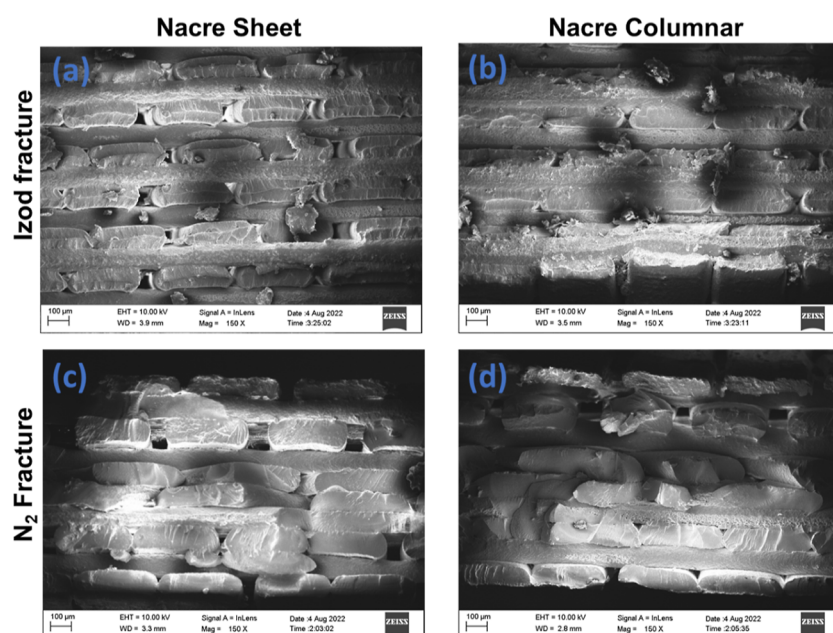 Nacre Sheet
Nacre Columnar
Izod fracture
(a)
100 µm
EHT = 10.00 kV
WD = 3.9 mm
Signal A = InLens
Mag = 150 X
Date :4 Aug 2022
Time :3:25:02
ZEISS
(b)
100 µm
EHT = 10.00 kV
WD = 3.5 mm
Signal A = InLens
Mag = 150 X
Date :4 Aug 2022
Time :3:23:11
ZEISS
N₂ Fracture
(c)
100 µm
EHT = 10.00 kV
WD = 3.3 mm
Signal A = InLens
Mag = 150 X
Date :4 Aug 2022
Time :2:03:02
ZEISS
(d)
100 µm
EHT = 10.00 kV
WD = 2.8 mm
Signal A = InLens
Mag = 150 X
Date :4 Aug 2022
Time :2:05:35
ZEISS